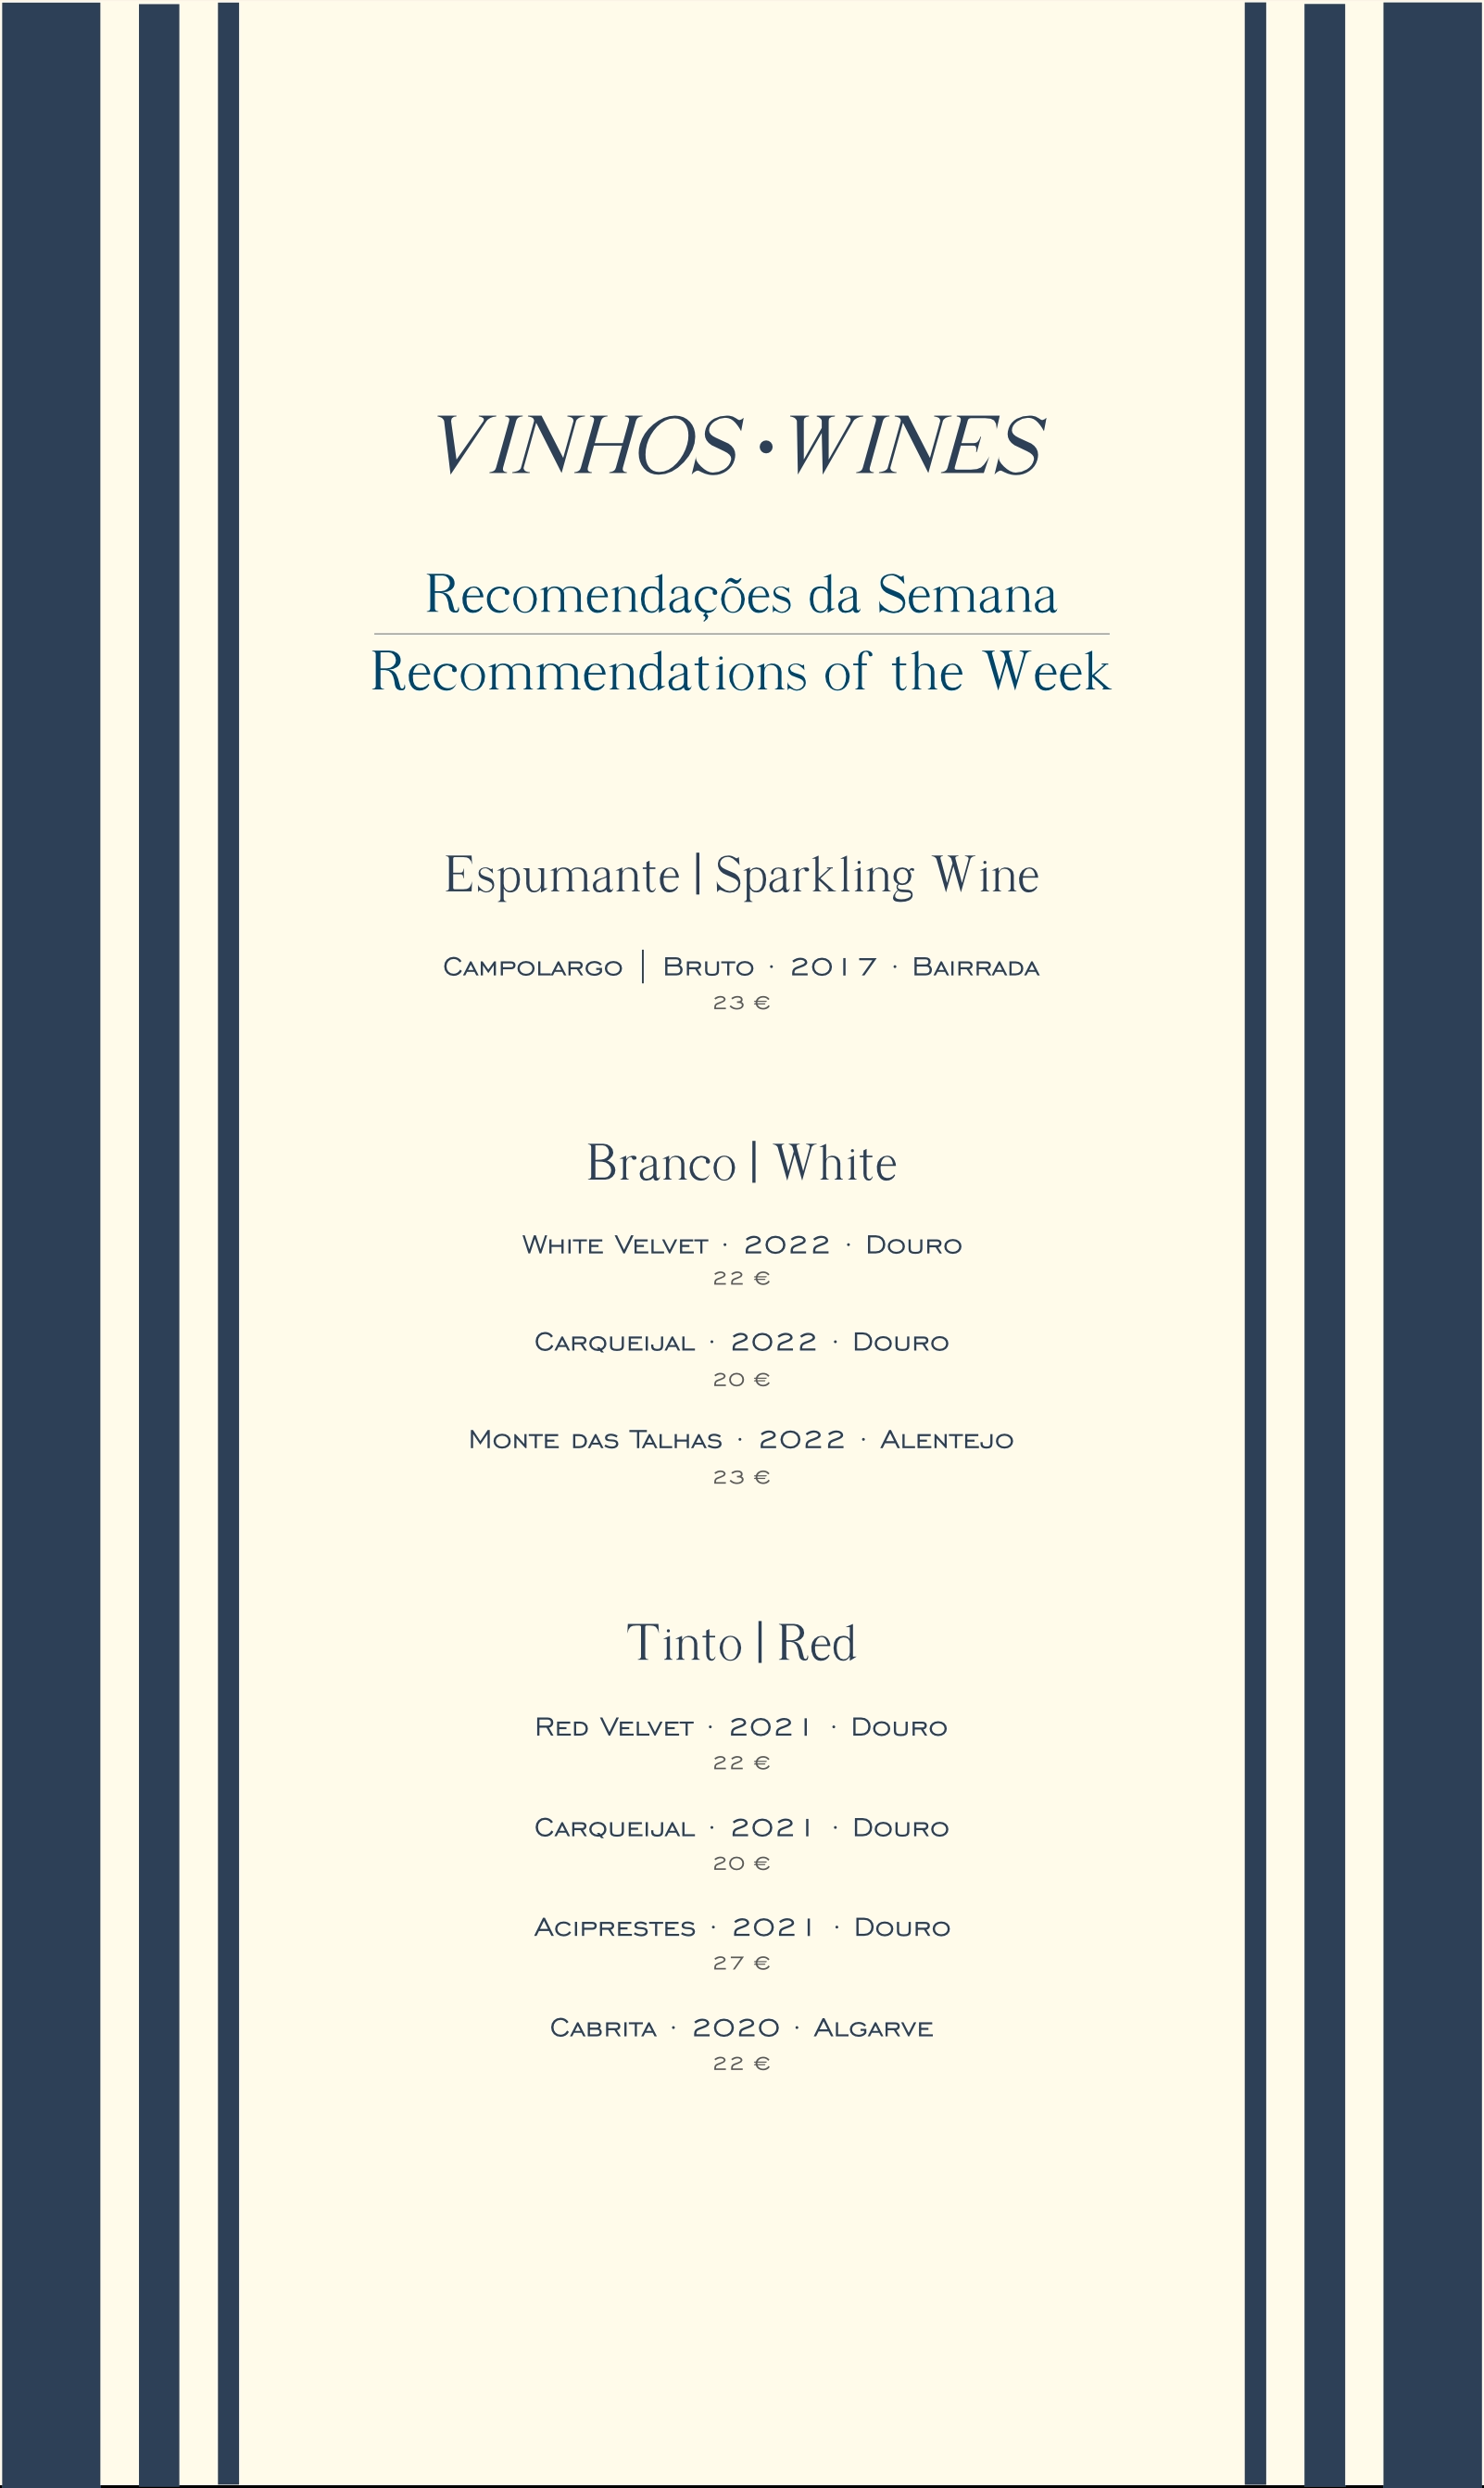 VINHOS · WINES
Recomendações da Semana
Recommendations of the Week
Espumante | Sparkling Wine
Campolargo | Bruto · 2017 · Bairrada
23 €
Branco | White
White Velvet · 2022 · Douro
22 €
Carqueijal · 2022 · Douro
20 €
Monte das Talhas · 2022 · Alentejo
23 €
Tinto | Red
Red Velvet · 2021 · Douro
22 €
Carqueijal · 2021 · Douro
20 €
Aciprestes · 2021 · Douro
27 €
Cabrita · 2020 · Algarve
22 €